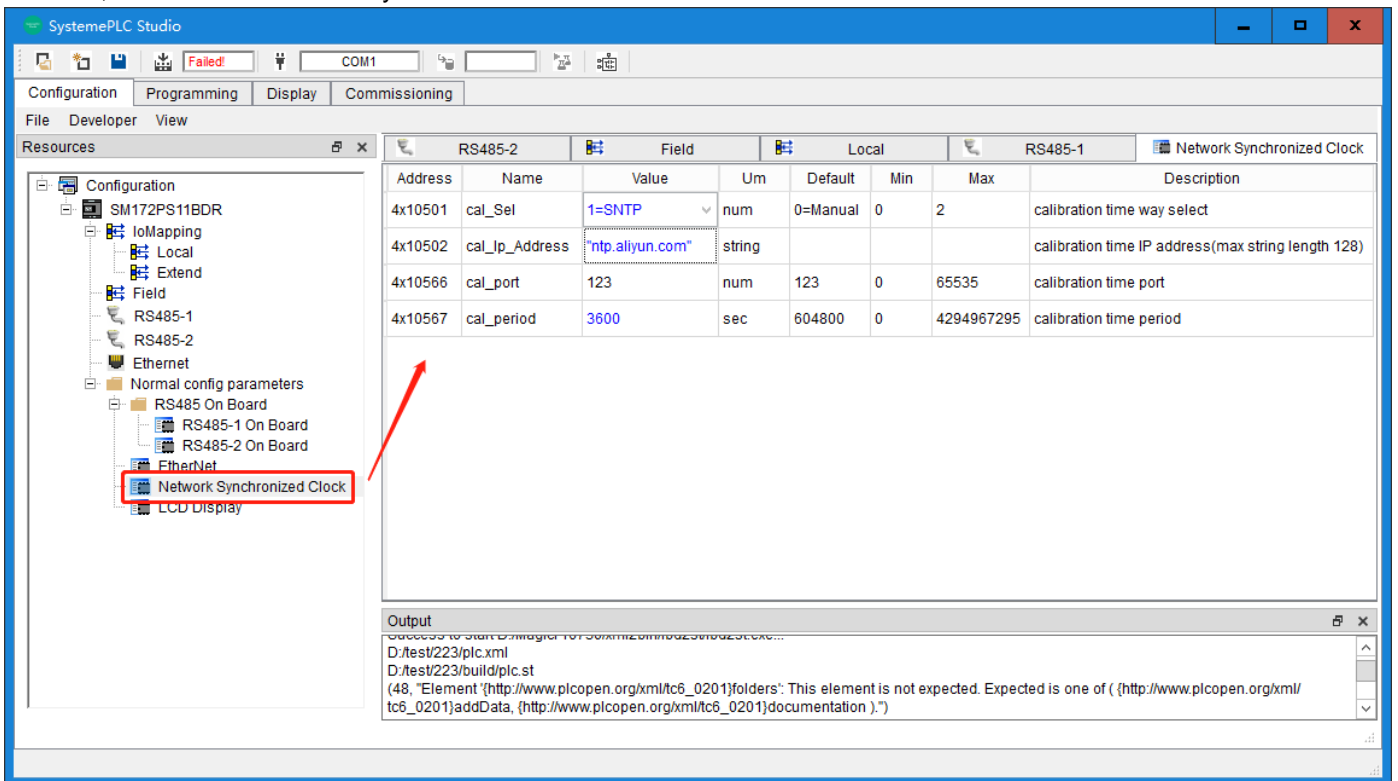 SystemePLC Studio
Failed! COM1
Configuration Programming Display Commissioning
File Developer View
Resources
Configuration
SM172PS11BDR
IoMapping
Local
Extend
Field
RS485-1
RS485-2
Ethernet
Normal config parameters
RS485 On Board
RS485-1 On Board
RS485-2 On Board
EtherNet
Network Synchronized Clock
LCD Display
RS485-2 Field Local RS485-1 Network Synchronized Clock
Address Name Value Um Default Min Max Description
4x10501 cal_Sel 1=SNTP num 0=Manual 0 2 calibration time way select
4x10502 cal_Ip_Address "ntp.aliyun.com" string calibration time IP address(max string length 128)
4x10566 cal_port 123 num 123 0 65535 calibration time port
4x10567 cal_period 3600 sec 604800 0 4294967295 calibration time period
Output
D:/test/223/plc.xml
D:/test/223/build/plc.st
(48, "Element '{http://www.plcopen.org/xml/tc6_0201}folders': This element is not expected. Expected is one of ( {http://www.plcopen.org/xml/
tc6_0201}addData, {http://www.plcopen.org/xml/tc6_0201}documentation ).")